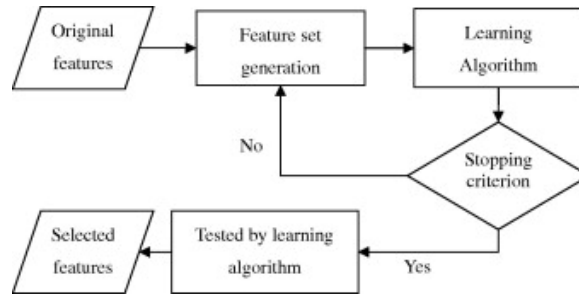 Original
features
Feature set
generation
Learning
Algorithm
No
Stopping
criterion
Yes
Tested by learning
algorithm
Selected
features